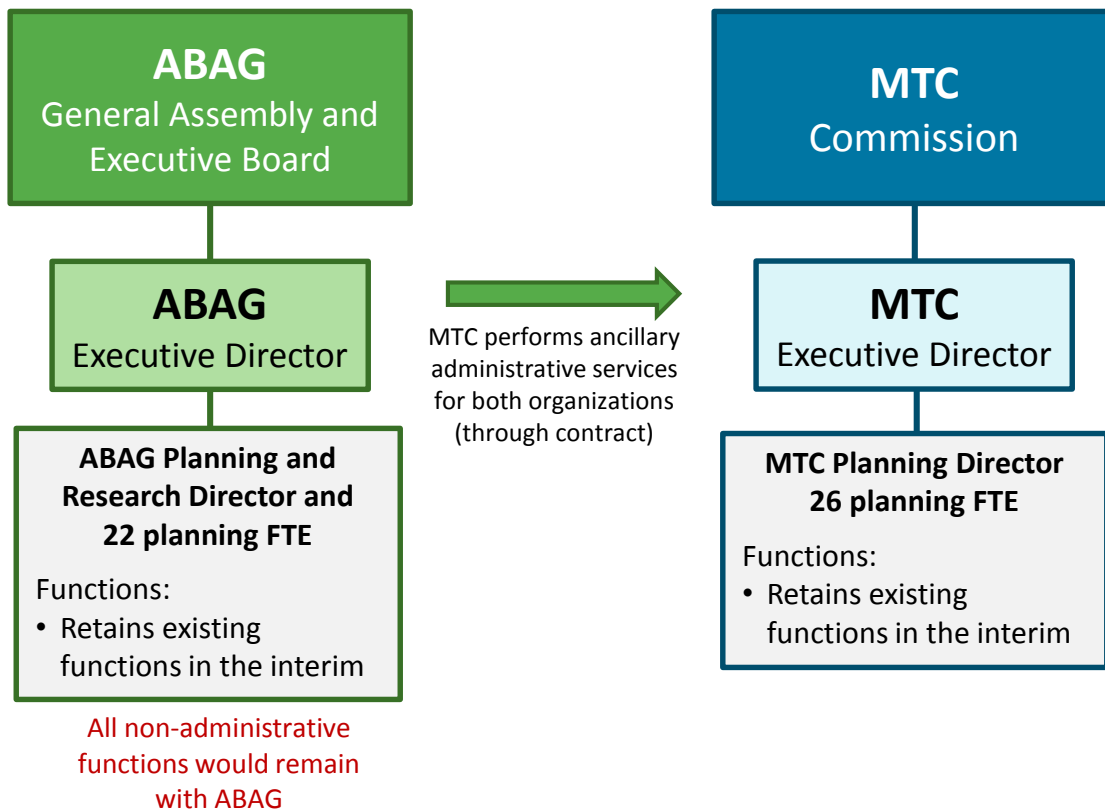 ABAG
General Assembly and
Executive Board
ABAG
Executive Director
ABAG Planning and
Research Director and
22 planning FTE
Functions:
• Retains existing
functions in the interim
All non-administrative
functions would remain
with ABAG
MTC performs ancillary
administrative services
for both organizations
(through contract)
MTC
Commission
MTC
Executive Director
MTC Planning Director
26 planning FTE
Functions:
• Retains existing
functions in the interim